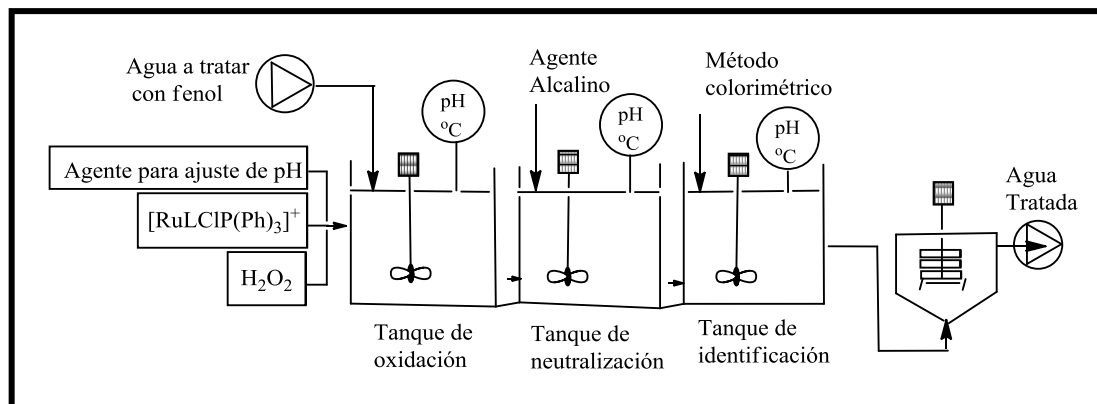 Agua a tratar
con fenol
pH
ºC
Agente
Alcalino
pH
ºC
Método
colorimétrico
pH
ºC
Agente para ajuste de pH
[RuLClP(Ph)₃]⁺
H₂O₂
Agua
Tratada
Tanque de
oxidación
Tanque de
neutralización
Tanque de
identificación